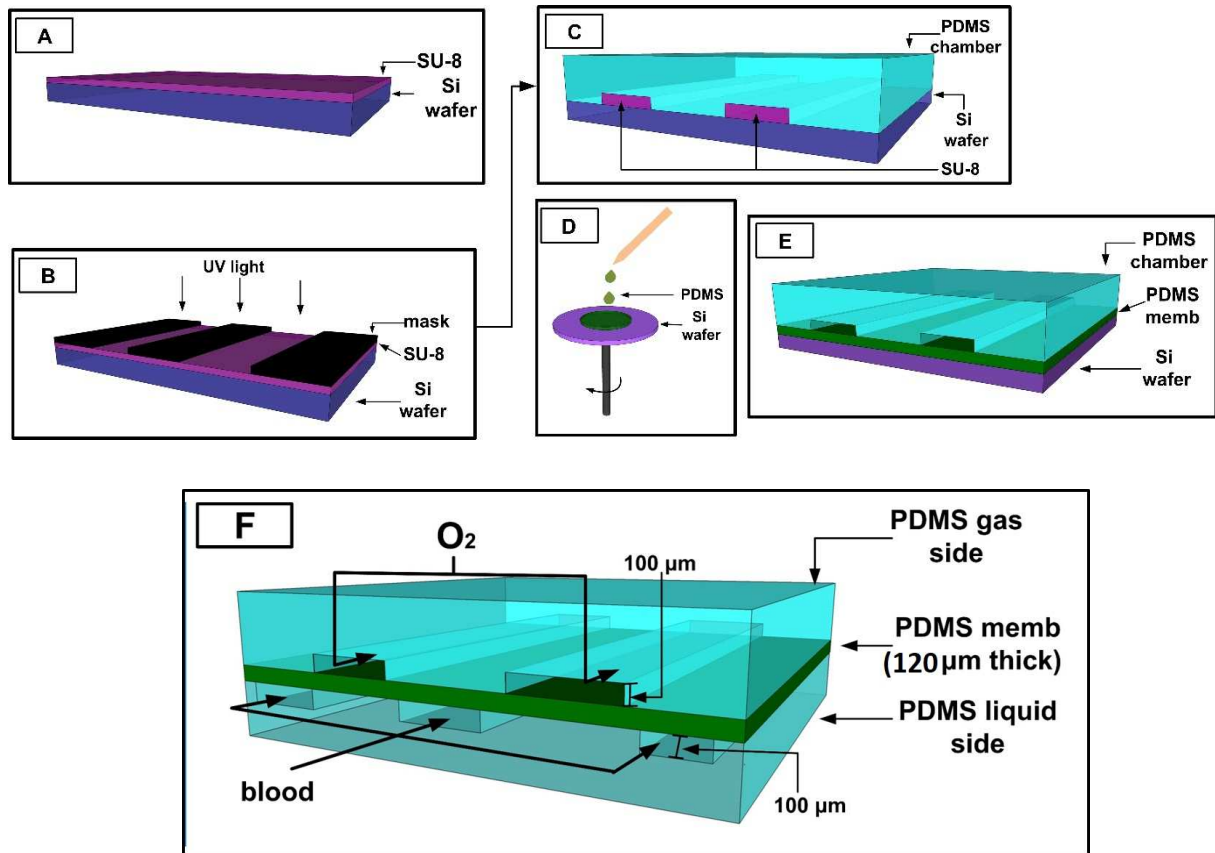 A
SU-8
Si
wafer
B
UV light
mask
SU-8
Si
wafer
C
PDMS
chamber
Si
wafer
SU-8
D
PDMS
Si
wafer
E
PDMS
chamber
PDMS
memb
Si
wafer
F
O2
100 µm
PDMS gas
side
PDMS memb
(120µm thick)
PDMS liquid
side
blood
100 µm